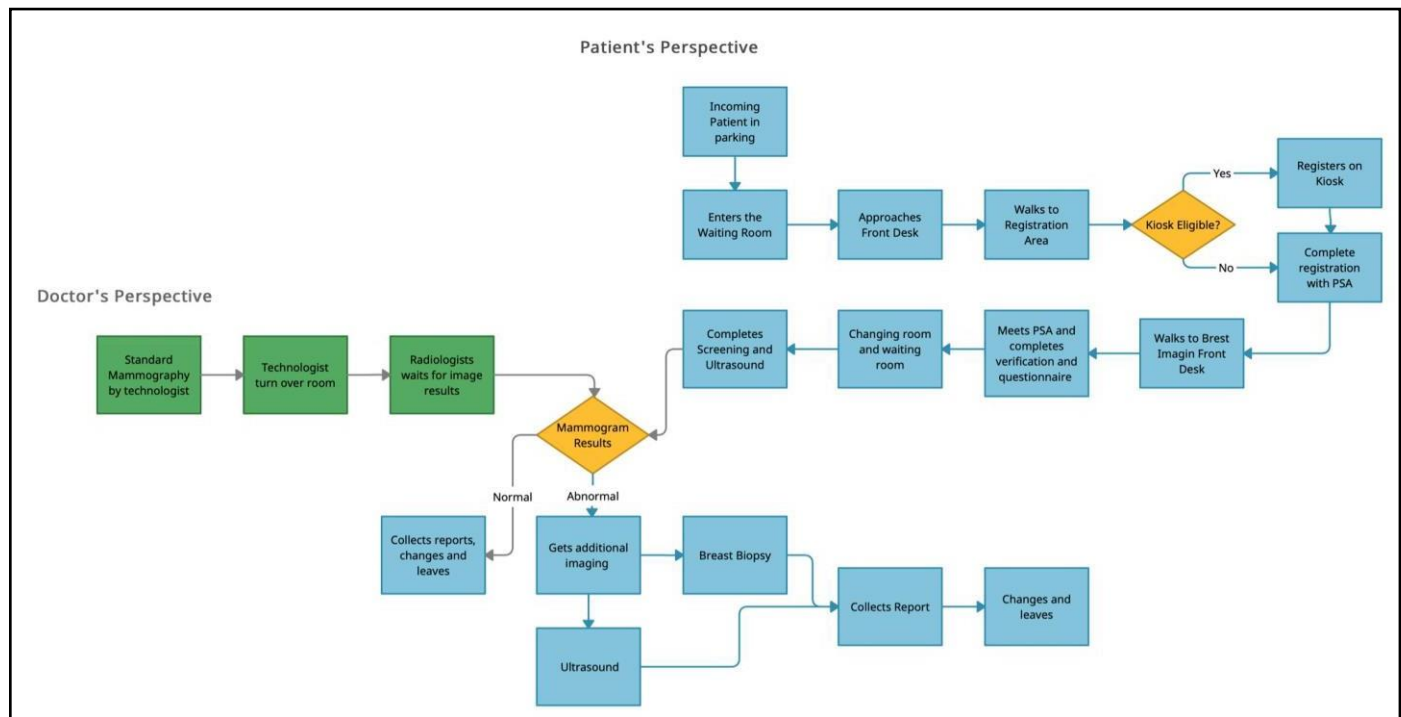 Patient's Perspective
Incoming
Patient in
parking
Enters the
Waiting Room
Approaches
Front Desk
Walks to
Registration
Area
Kiosk Eligible?
Yes
Registers on
Kiosk
No
Complete
registration
with PSA
Walks to Brest
Imagin Front
Desk
Meets PSA and
completes
verification and
questionnaire
Changing room
and waiting
room
Completes
Screening and
Ultrasound
Doctor's Perspective
Standard
Mammography
by technologist
Technologist
turn over room
Radiologists
waits for image
results
Mammogram
Results
Normal
Abnormal
Collects reports,
changes and
leaves
Gets additional
imaging
Breast Biopsy
Ultrasound
Collects Report
Changes and
leaves